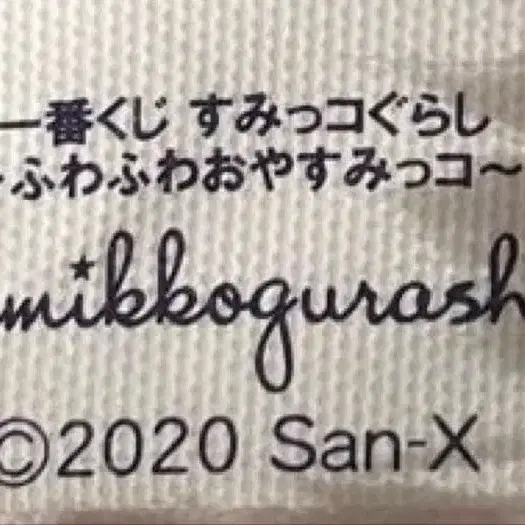 一番くじ すみっコぐらし
～ふわふわおやすみっコ～
mikkogurash
©2020 San-X